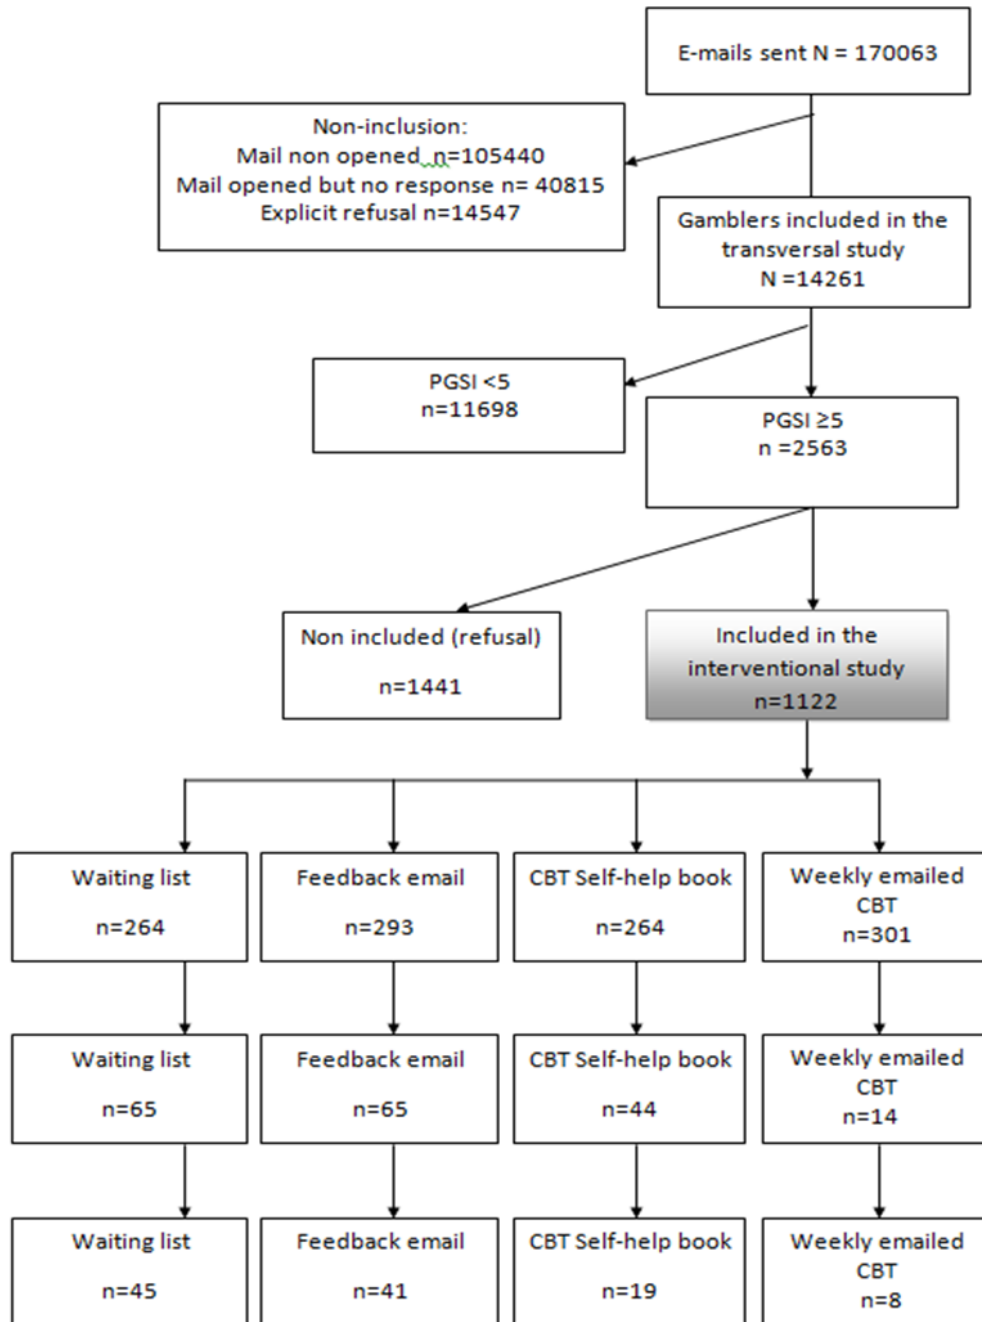 E-mails sent N = 170063
Non-inclusion:
Mail non opened  n=105440
Mail opened but no response n= 40815
Explicit refusal n=14547
Gamblers included in the
transversal study
N =14261
PGSI <5
n=11698
PGSI ≥5
n =2563
Non included (refusal)
n=1441
Included in the
interventional study
n=1122
Waiting list
n=264
Feedback email
n=293
CBT Self-help book
n=264
Weekly emailed
CBT
n=301
Waiting list
n=65
Feedback email
n=65
CBT Self-help book
n=44
Weekly emailed
CBT
n=14
Waiting list
n=45
Feedback email
n=41
CBT Self-help book
n=19
Weekly emailed
CBT
n=8